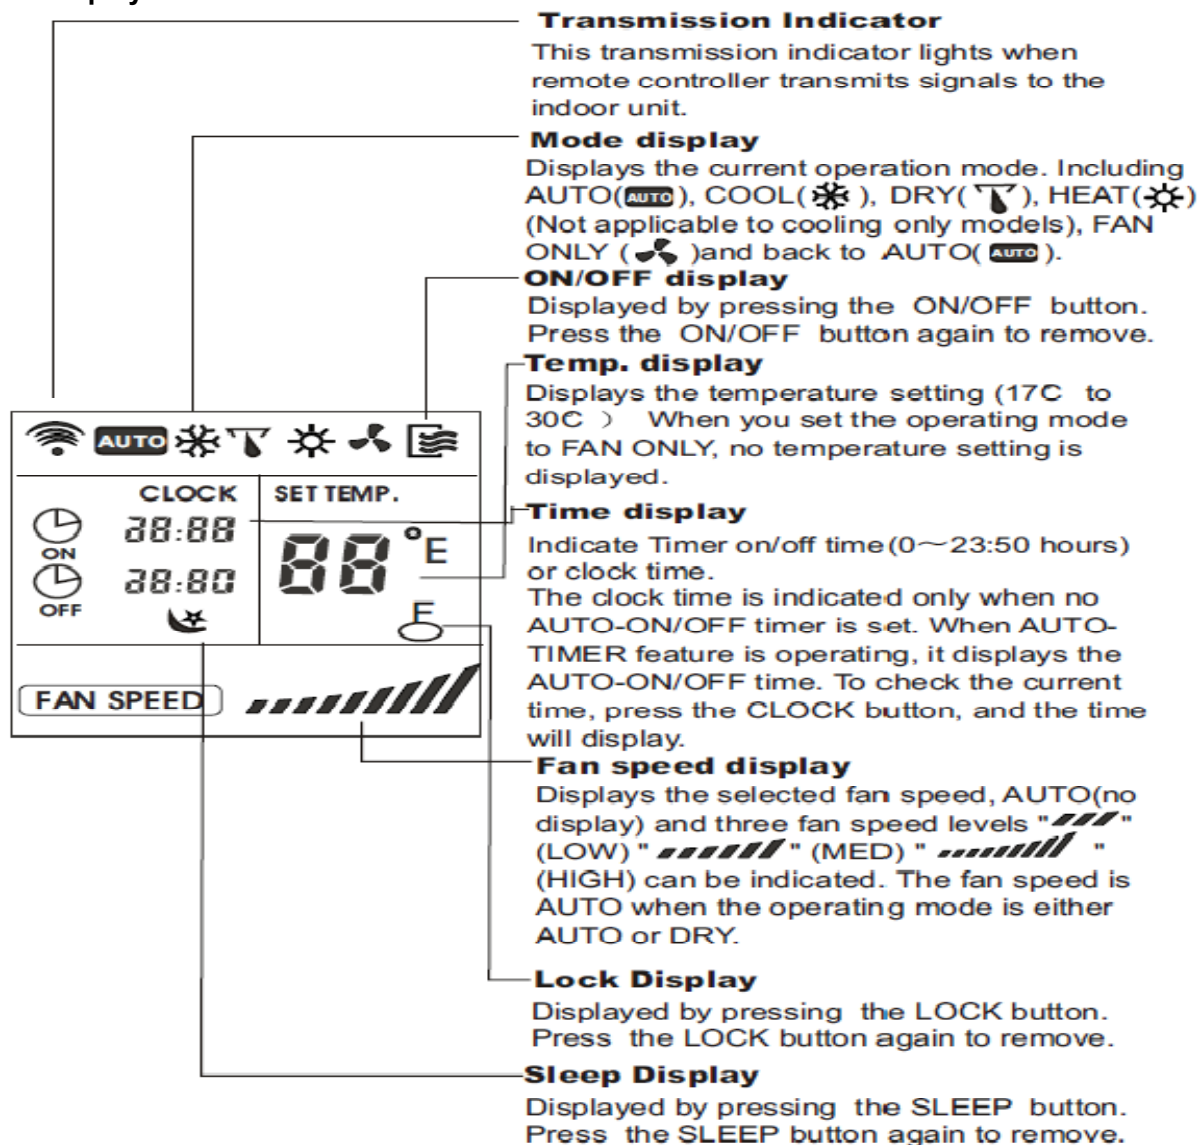 Transmission Indicator
This transmission indicator lights when
remote controller transmits signals to the
indoor unit.
Mode display
Displays the current operation mode. Including
AUTO(AUTO), COOL( ), DRY( ), HEAT( )
(Not applicable to cooling only models), FAN
ONLY ( )and back to AUTO( AUTO ).
ON/OFF display
Displayed by pressing the ON/OFF button.
Press the ON/OFF button again to remove.
Temp. display
Displays the temperature setting (17C to
30C ) When you set the operating mode
to FAN ONLY, no temperature setting is
displayed.
Time display
Indicate Timer on/off time(0～23:50 hours)
or clock time.
The clock time is indicated only when no
AUTO-ON/OFF timer is set. When AUTO-
TIMER feature is operating, it displays the
AUTO-ON/OFF time. To check the current
time, press the CLOCK button, and the time
will display.
Fan speed display
Displays the selected fan speed, AUTO(no
display) and three fan speed levels " "
(LOW) " " (MED) " "
(HIGH) can be indicated. The fan speed is
AUTO when the operating mode is either
AUTO or DRY.
Lock Display
Displayed by pressing the LOCK button.
Press the LOCK button again to remove.
Sleep Display
Displayed by pressing the SLEEP button.
Press the SLEEP button again to remove.
AUTO
CLOCK
SET TEMP.
ON
88:88
OFF
88:80
88°E
F
FAN SPEED